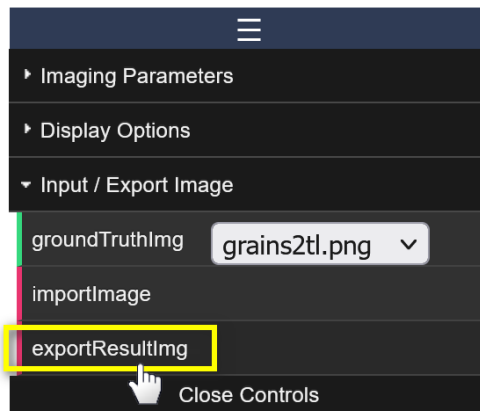 Imaging Parameters
Display Options
Input / Export Image
groundTruthImg grains2tl.png
importImage
exportResultImg
Close Controls